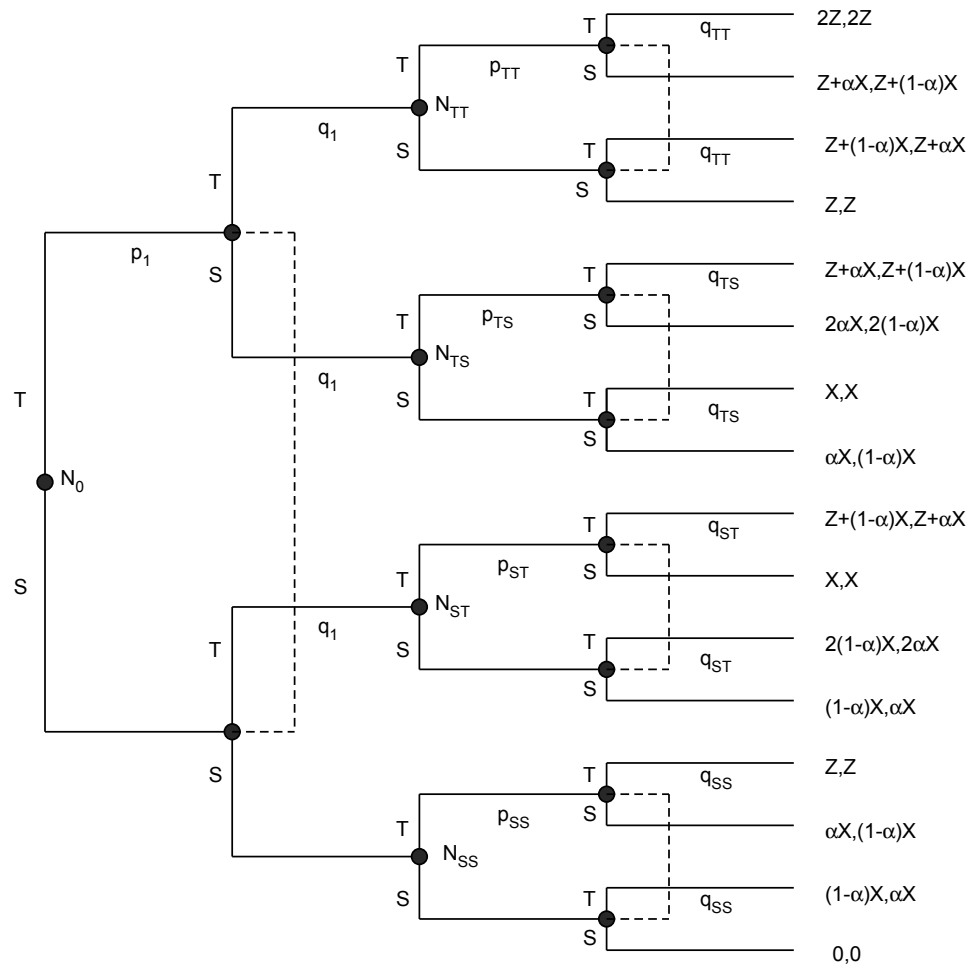 T
q_TT
2Z,2Z
T
p_TT
S
Z+αX,Z+(1-α)X
N_TT
q_1
T
q_TT
Z+(1-α)X,Z+αX
S
T
S
Z,Z
p_1
S
T
q_TS
Z+αX,Z+(1-α)X
T
p_TS
S
2αX,2(1-α)X
N_TS
q_1
T
X,X
T
S
q_TS
S
αX,(1-α)X
N_0
T
q_ST
Z+(1-α)X,Z+αX
T
p_ST
S
X,X
S
N_ST
q_1
T
2(1-α)X,2αX
T
S
q_ST
S
(1-α)X,αX
S
T
q_SS
Z,Z
T
p_SS
S
αX,(1-α)X
N_SS
T
(1-α)X,αX
S
q_SS
S
0,0